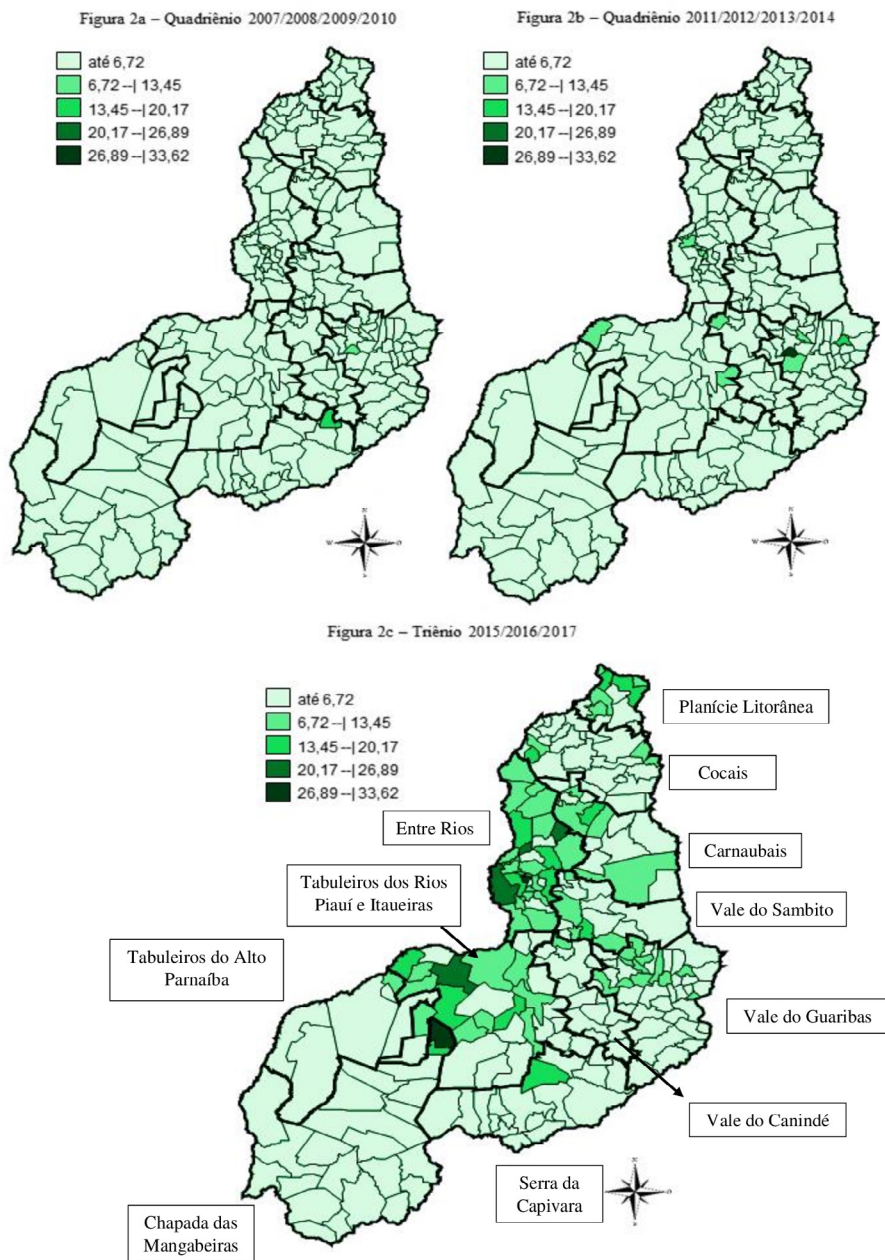 Figura 2a – Quadriênio 2007/2008/2009/2010
até 6,72
6,72 --| 13,45
13,45 --| 20,17
20,17 --| 26,89
26,89 --| 33,62
Figura 2b – Quadriênio 2011/2012/2013/2014
até 6,72
6,72 --| 13,45
13,45 --| 20,17
20,17 --| 26,89
26,89 --| 33,62
Figura 2c – Triênio 2015/2016/2017
até 6,72
6,72 --| 13,45
13,45 --| 20,17
20,17 --| 26,89
26,89 --| 33,62
Planície Litorânea
Cocais
Entre Rios
Carnaubais
Tabuleiros dos Rios
Piauí e Itaueiras
Vale do Sambito
Tabuleiros do Alto
Parnaíba
Vale do Guaribas
Vale do Canindé
Serra da
Capivara
Chapada das
Mangabeiras